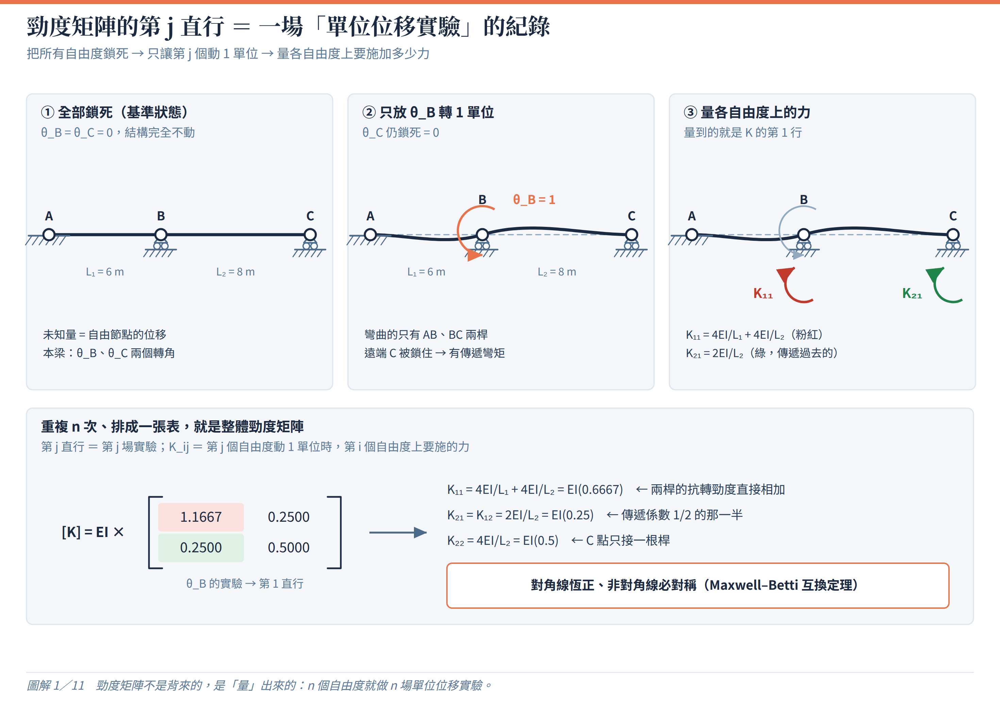 勁度矩陣的第 j 直行 ＝ 一場「單位位移實驗」的紀錄
把所有自由度鎖死 → 只讓第 j 個動 1 單位 → 量各自由度上要施加多少力
① 全部鎖死（基準狀態）
θ_B = θ_C = 0，結構完全不動
A
B
C
L₁ = 6 m
L₂ = 8 m
未知量 = 自由節點的位移
本梁：θ_B、θ_C 兩個轉角
② 只放 θ_B 轉 1 單位
θ_C 仍鎖死 = 0
B
θ_B = 1
A
C
L₁ = 6 m
L₂ = 8 m
彎曲的只有 AB、BC 兩桿
遠端 C 被鎖住 → 有傳遞彎矩
③ 量各自由度上的力
量到的就是 K 的第 1 行
B
A
C
K₁₁
K₂₁
K₁₁ = 4EI/L₁ + 4EI/L₂（粉紅）
K₂₁ = 2EI/L₂（綠，傳遞過去的）
重複 n 次、排成一張表，就是整體勁度矩陣
第 j 直行 ＝ 第 j 場實驗；K_ij ＝ 第 j 個自由度動 1 單位時，第 i 個自由度上要施的力
[K] = EI ×
1.1667 0.2500
0.2500 0.5000
θ_B 的實驗 → 第 1 直行
K₁₁ = 4EI/L₁ + 4EI/L₂ = EI(0.6667) ← 兩桿的抗轉勁度直接相加
K₂₁ = K₁₂ = 2EI/L₂ = EI(0.25) ← 傳遞係數 1/2 的那一半
K₂₂ = 4EI/L₂ = EI(0.5) ← C 點只接一根桿
對角線恆正、非對角線必對稱（Maxwell–Betti 互換定理）
圖解 1／11 勁度矩陣不是背來的，是「量」出來的：n 個自由度就做 n 場單位位移實驗。